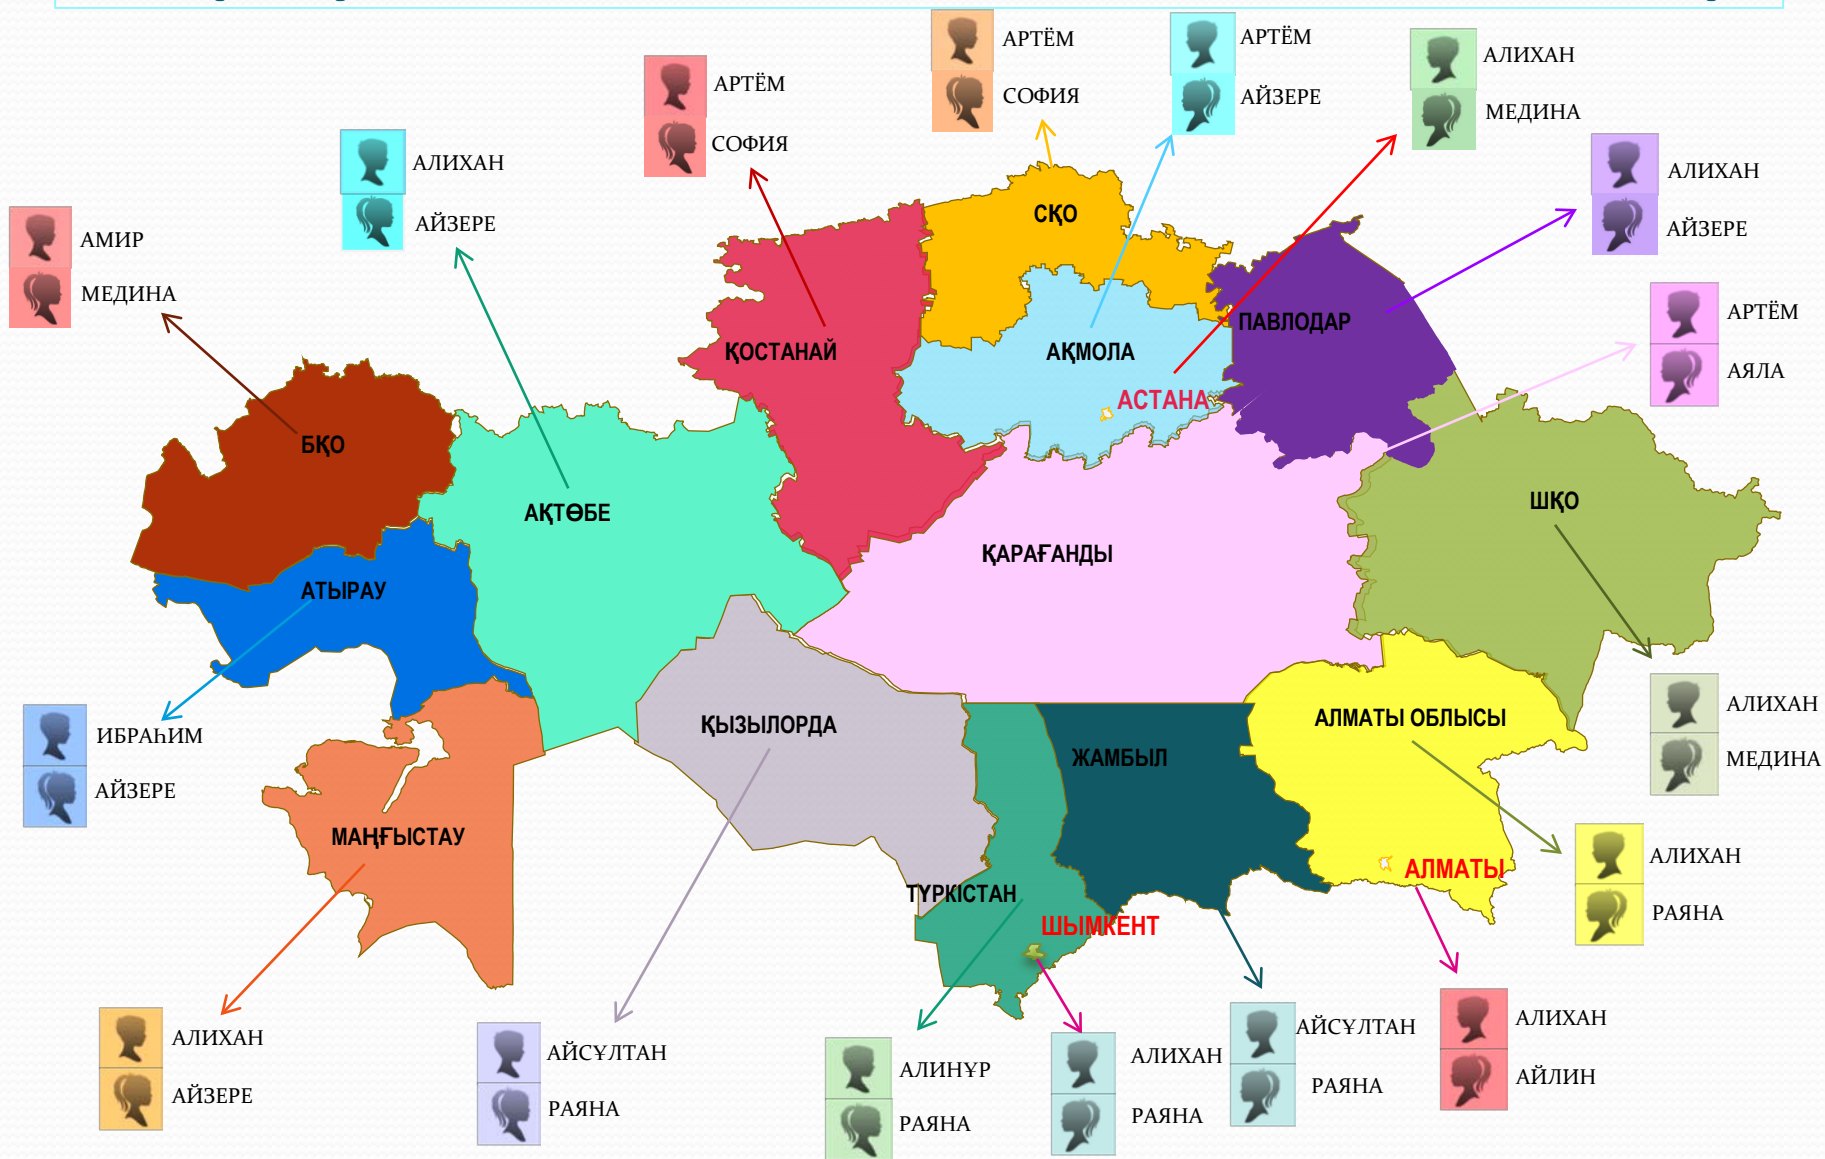 АРТЁМ
СОФИЯ
АРТЁМ
АЙЗЕРЕ
АЛИХАН
МЕДИНА
АРТЁМ
СОФИЯ
АЛИХАН
АЙЗЕРЕ
АЛИХАН
АЙЗЕРЕ
АМИР
МЕДИНА
АРТЁМ
АЯЛА
СҚО
ПАВЛОДАР
ҚОСТАНАЙ
АҚМОЛА
АСТАНА
БҚО
АҚТӨБЕ
ШҚО
ҚАРАҒАНДЫ
АТЫРАУ
ИБРАҺИМ
АЙЗЕРЕ
ҚЫЗЫЛОРДА
АЛМАТЫ ОБЛЫСЫ
АЛИХАН
МЕДИНА
ЖАМБЫЛ
МАҢҒЫСТАУ
АЛМАТЫ
АЛИХАН
РАЯНА
ТҮРКІСТАН
ШЫМКЕНТ
АЛИХАН
АЙЗЕРЕ
АЙСҰЛТАН
РАЯНА
АЛИНҰР
РАЯНА
АЛИХАН
РАЯНА
АЙСҰЛТАН
РАЯНА
АЛИХАН
АЙЛИН